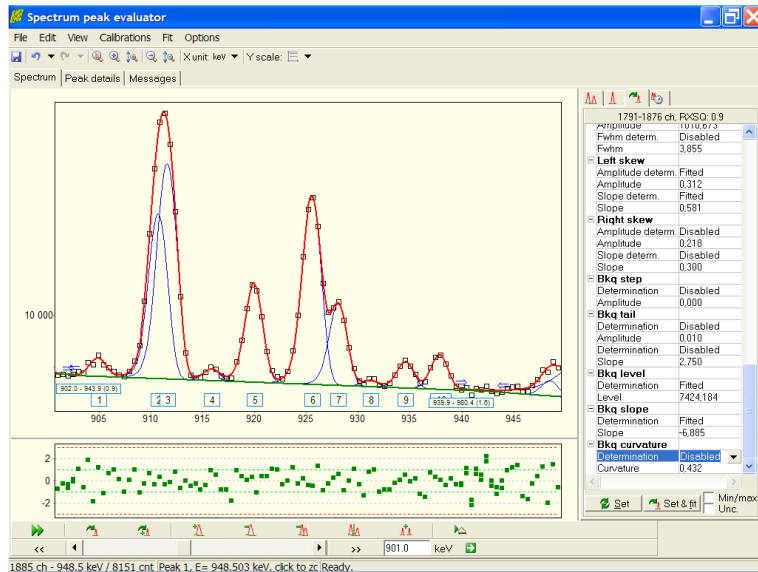 Spectrum peak evaluator
File Edit View Calibrations Fit Options
X unit: keV Y scale:
Spectrum Peak details Messages
10 000
902.0 - 943.9 (0.9)
939.9 - 980.4 (1.6)
1 2 3 4 5 6 7 8 9
905 910 915 920 925 930 935 940 945
2
0
-2
1791-1876 ch, RXSQ: 0.9
Amplitude 1010,673
Fwhm determ. Disabled
Fwhm 3,855
Left skew
Amplitude determ. Fitted
Amplitude 0,312
Slope determ. Fitted
Slope 0,581
Right skew
Amplitude determ. Disabled
Amplitude 0,218
Slope determ. Disabled
Slope 0,300
Bkg step
Determination Disabled
Amplitude 0,000
Bkg tail
Determination Disabled
Amplitude 0,010
Determination Disabled
Slope 2,750
Bkg level
Determination Fitted
Level 7424,184
Bkg slope
Determination Fitted
Slope -6,885
Bkg curvature
Determination Disabled
Curvature 0,432
Set Set & fit Min/max
Unc.
<< >> 901.0 keV
1885 ch - 948.5 keV / 8151 cnt Peak 1, E= 948.503 keV, click to zc Ready.